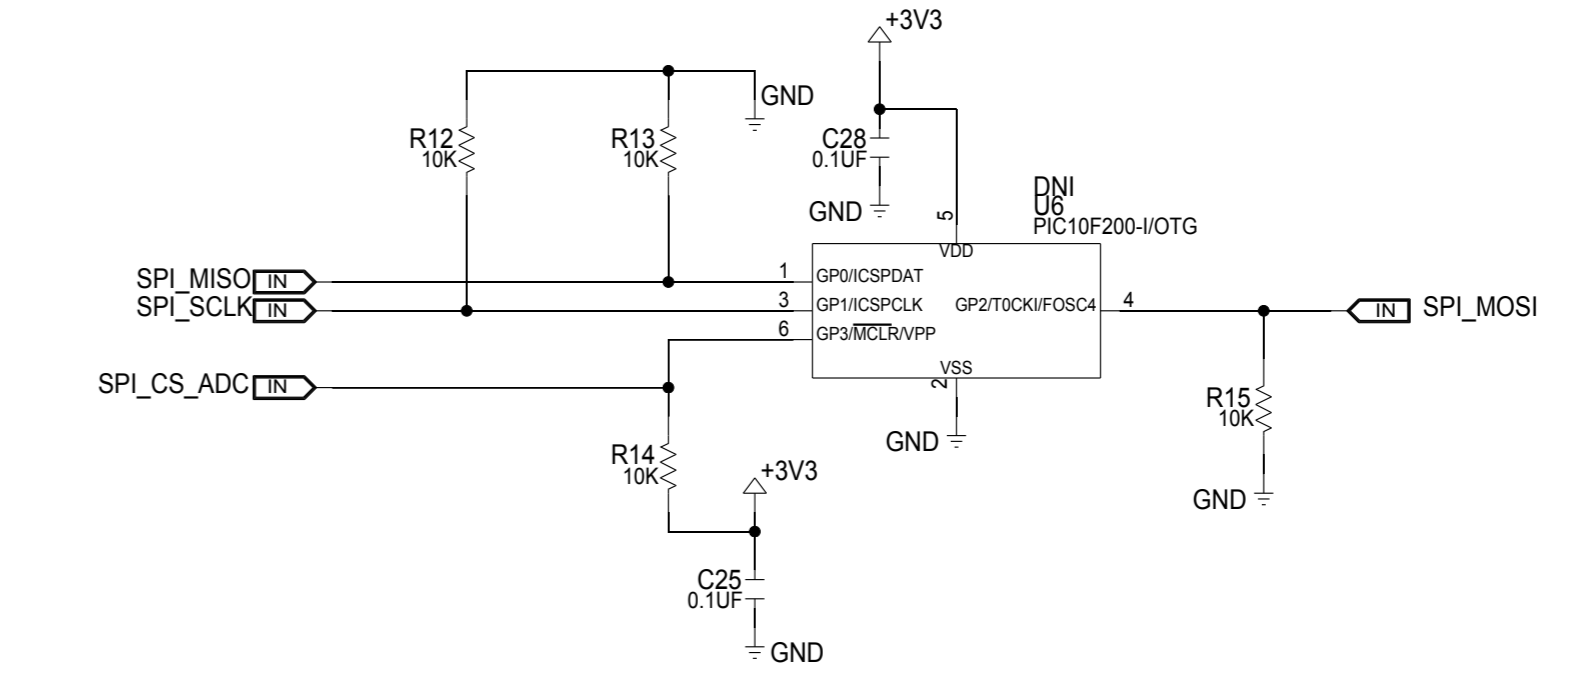 +3V3
GND
R12
10K
R13
10K
C28
0.1UF
GND
DNI
U6
PIC10F200-I/OTG
5
VDD
SPI_MISO IN
1
GP0/ICSPDAT
SPI_SCLK IN
3
GP1/ICSPCLK
GP2/T0CKI/FOSC4
4
IN SPI_MOSI
6
GP3/MCLR/VPP
VSS
2
SPI_CS_ADC IN
GND
R15
10K
GND
R14
10K
+3V3
C25
0.1UF
GND